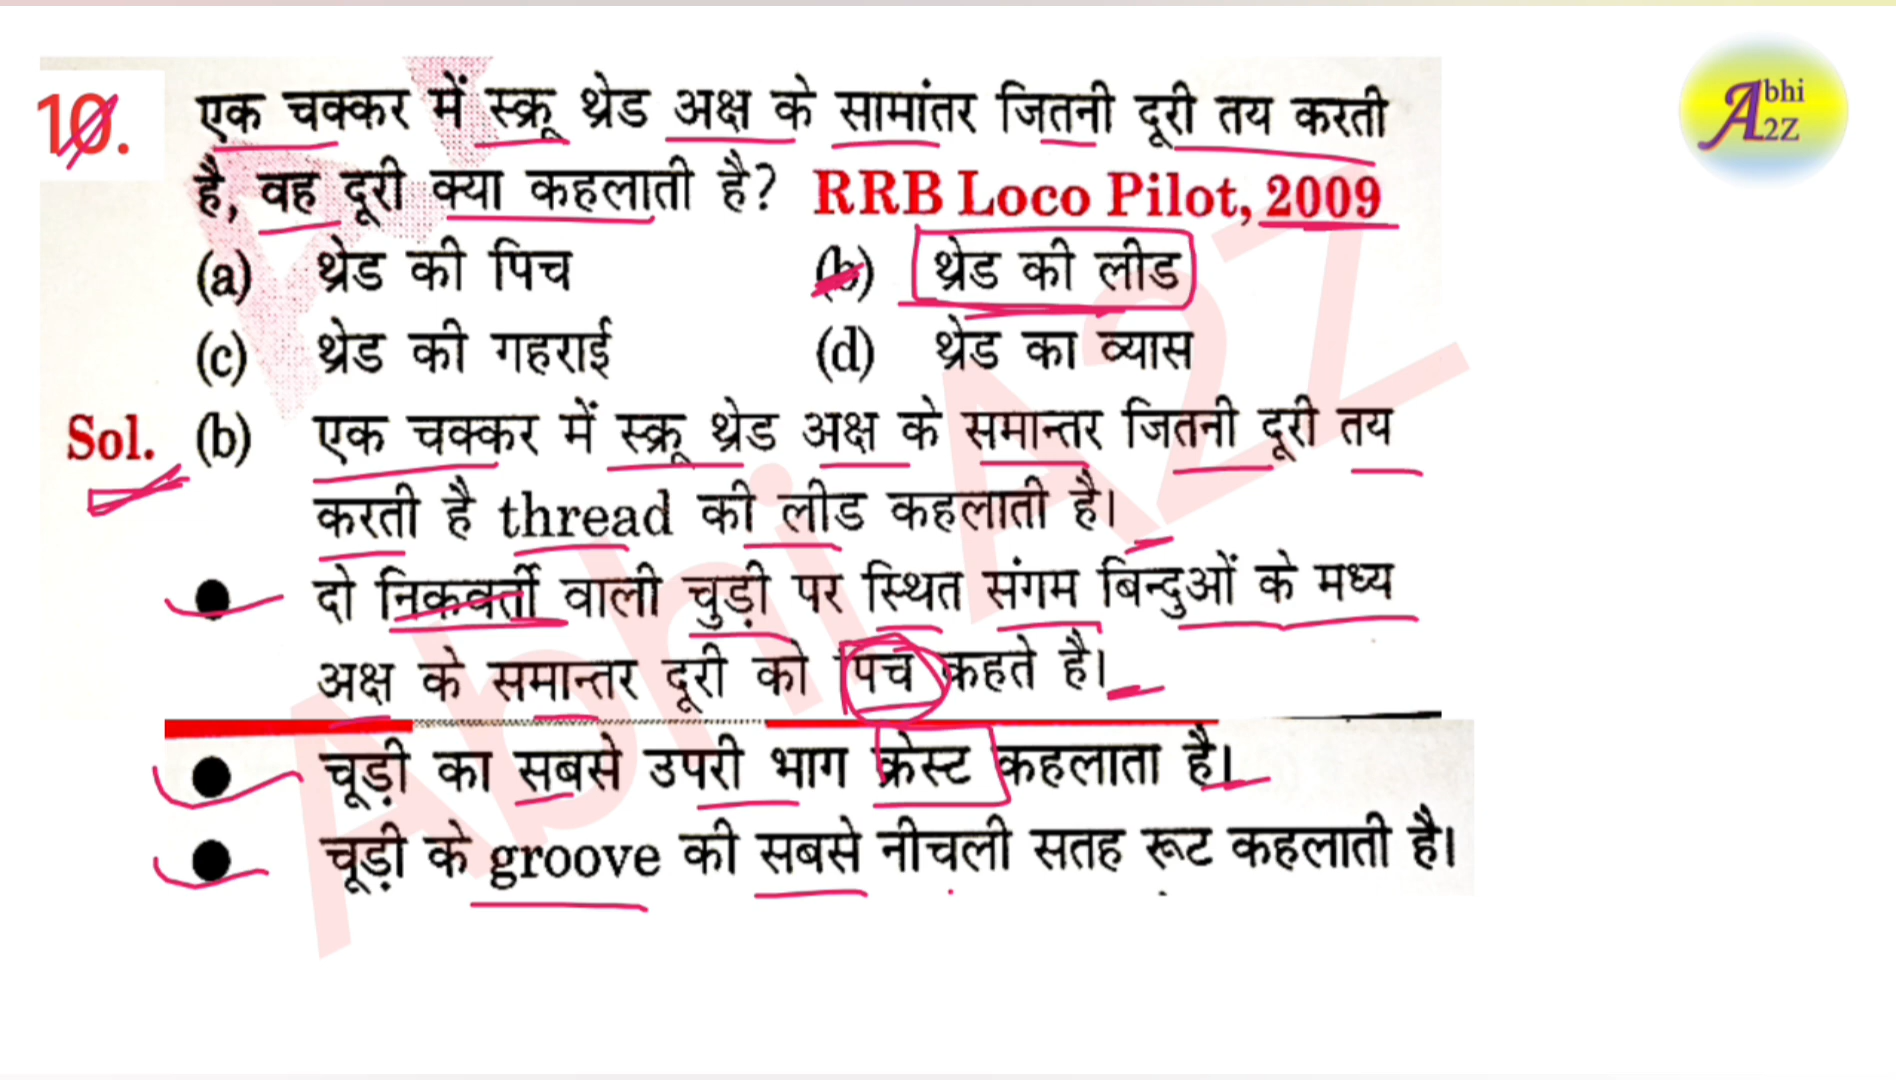 Abhi
A2Z
10. एक चक्कर में स्क्रू थ्रेड अक्ष के सामांतर जितनी दूरी तय करती
है, वह दूरी क्या कहलाती है? RRB Loco Pilot, 2009
(a) थ्रेड की पिच (b) थ्रेड की लीड
(c) थ्रेड की गहराई (d) थ्रेड का व्यास
Sol. (b) एक चक्कर में स्क्रू थ्रेड अक्ष के समान्तर जितनी दूरी तय
करती है thread की लीड कहलाती है।
दो निकवर्ती वाली चुड़ी पर स्थित संगम बिन्दुओं के मध्य
अक्ष के समान्तर दूरी को पिच कहते है।
● चूड़ी का सबसे उपरी भाग क्रेस्ट कहलाता है।
● चूड़ी के groove की सबसे नीचली सतह रूट कहलाती है।
Abhi A2Z